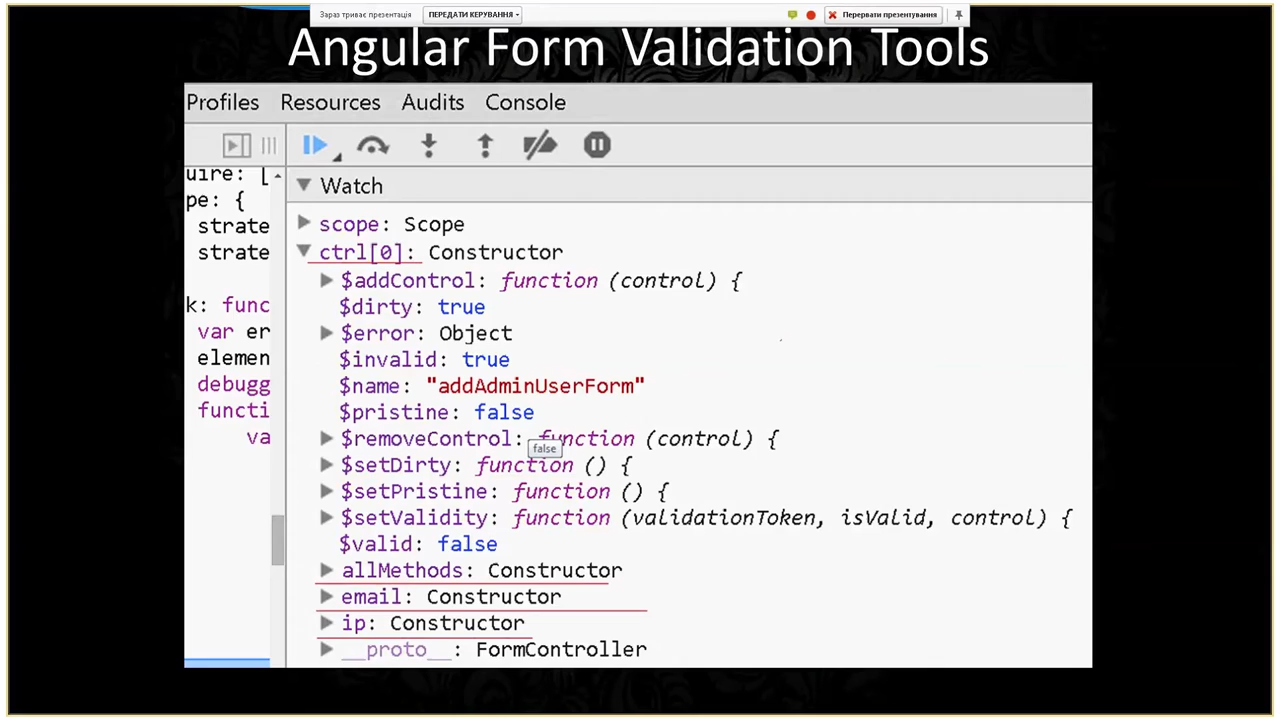 Зараз триває презентація
ПЕРЕДАТИ КЕРУВАННЯ
Перервати презентування
Angular Form Validation Tools
Profiles Resources Audits Console
Watch
uire: [
pe: {
strate
strate
k: func
var er
elemen
debugg
functi
va
scope: Scope
ctrl[0]: Constructor
$addControl: function (control) {
$dirty: true
$error: Object
$invalid: true
$name: "addAdminUserForm"
$pristine: false
$removeControl: function (control) {
false
$setDirty: function () {
$setPristine: function () {
$setValidity: function (validationToken, isValid, control) {
$valid: false
allMethods: Constructor
email: Constructor
ip: Constructor
__proto__: FormController